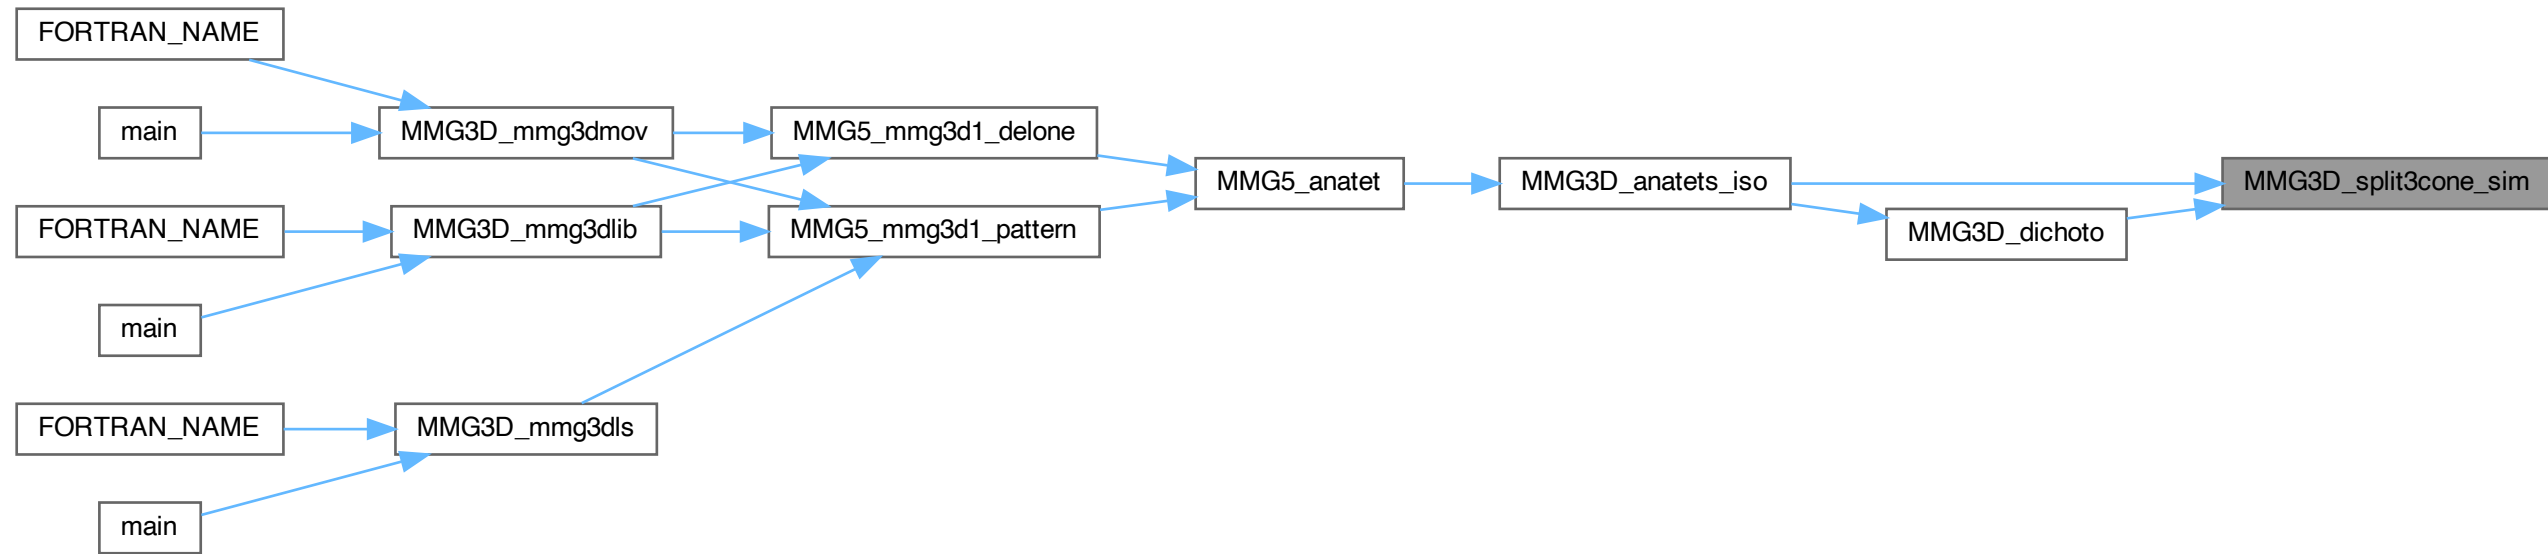 FORTRAN_NAME
main
MMG3D_mmg3dmov
MMG5_mmg3d1_delone
MMG5_anatet
MMG3D_anatets_iso
MMG3D_split3cone_sim
FORTRAN_NAME
MMG3D_mmg3dlib
MMG5_mmg3d1_pattern
MMG3D_dichoto
main
FORTRAN_NAME
MMG3D_mmg3dls
main